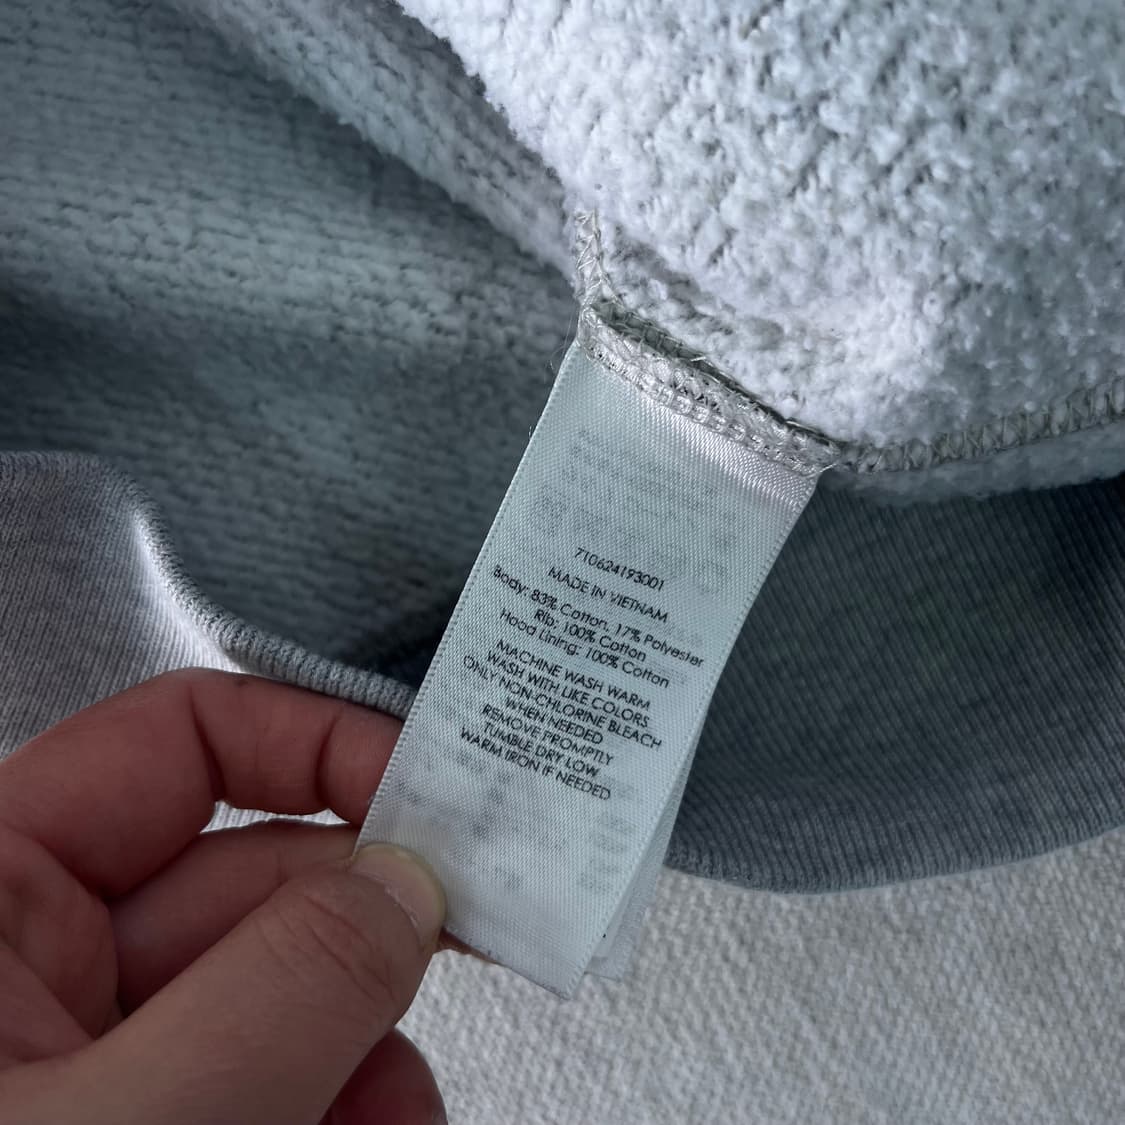 710624193001
MADE IN VIETNAM
Body: 83% Cotton, 17% Polyester
Rib: 100% Cotton
Hood Lining: 100% Cotton
MACHINE WASH WARM
WASH WITH LIKE COLORS
ONLY NON-CHLORINE BLEACH
WHEN NEEDED
REMOVE PROMPTLY
TUMBLE DRY LOW
WARM IRON IF NEEDED